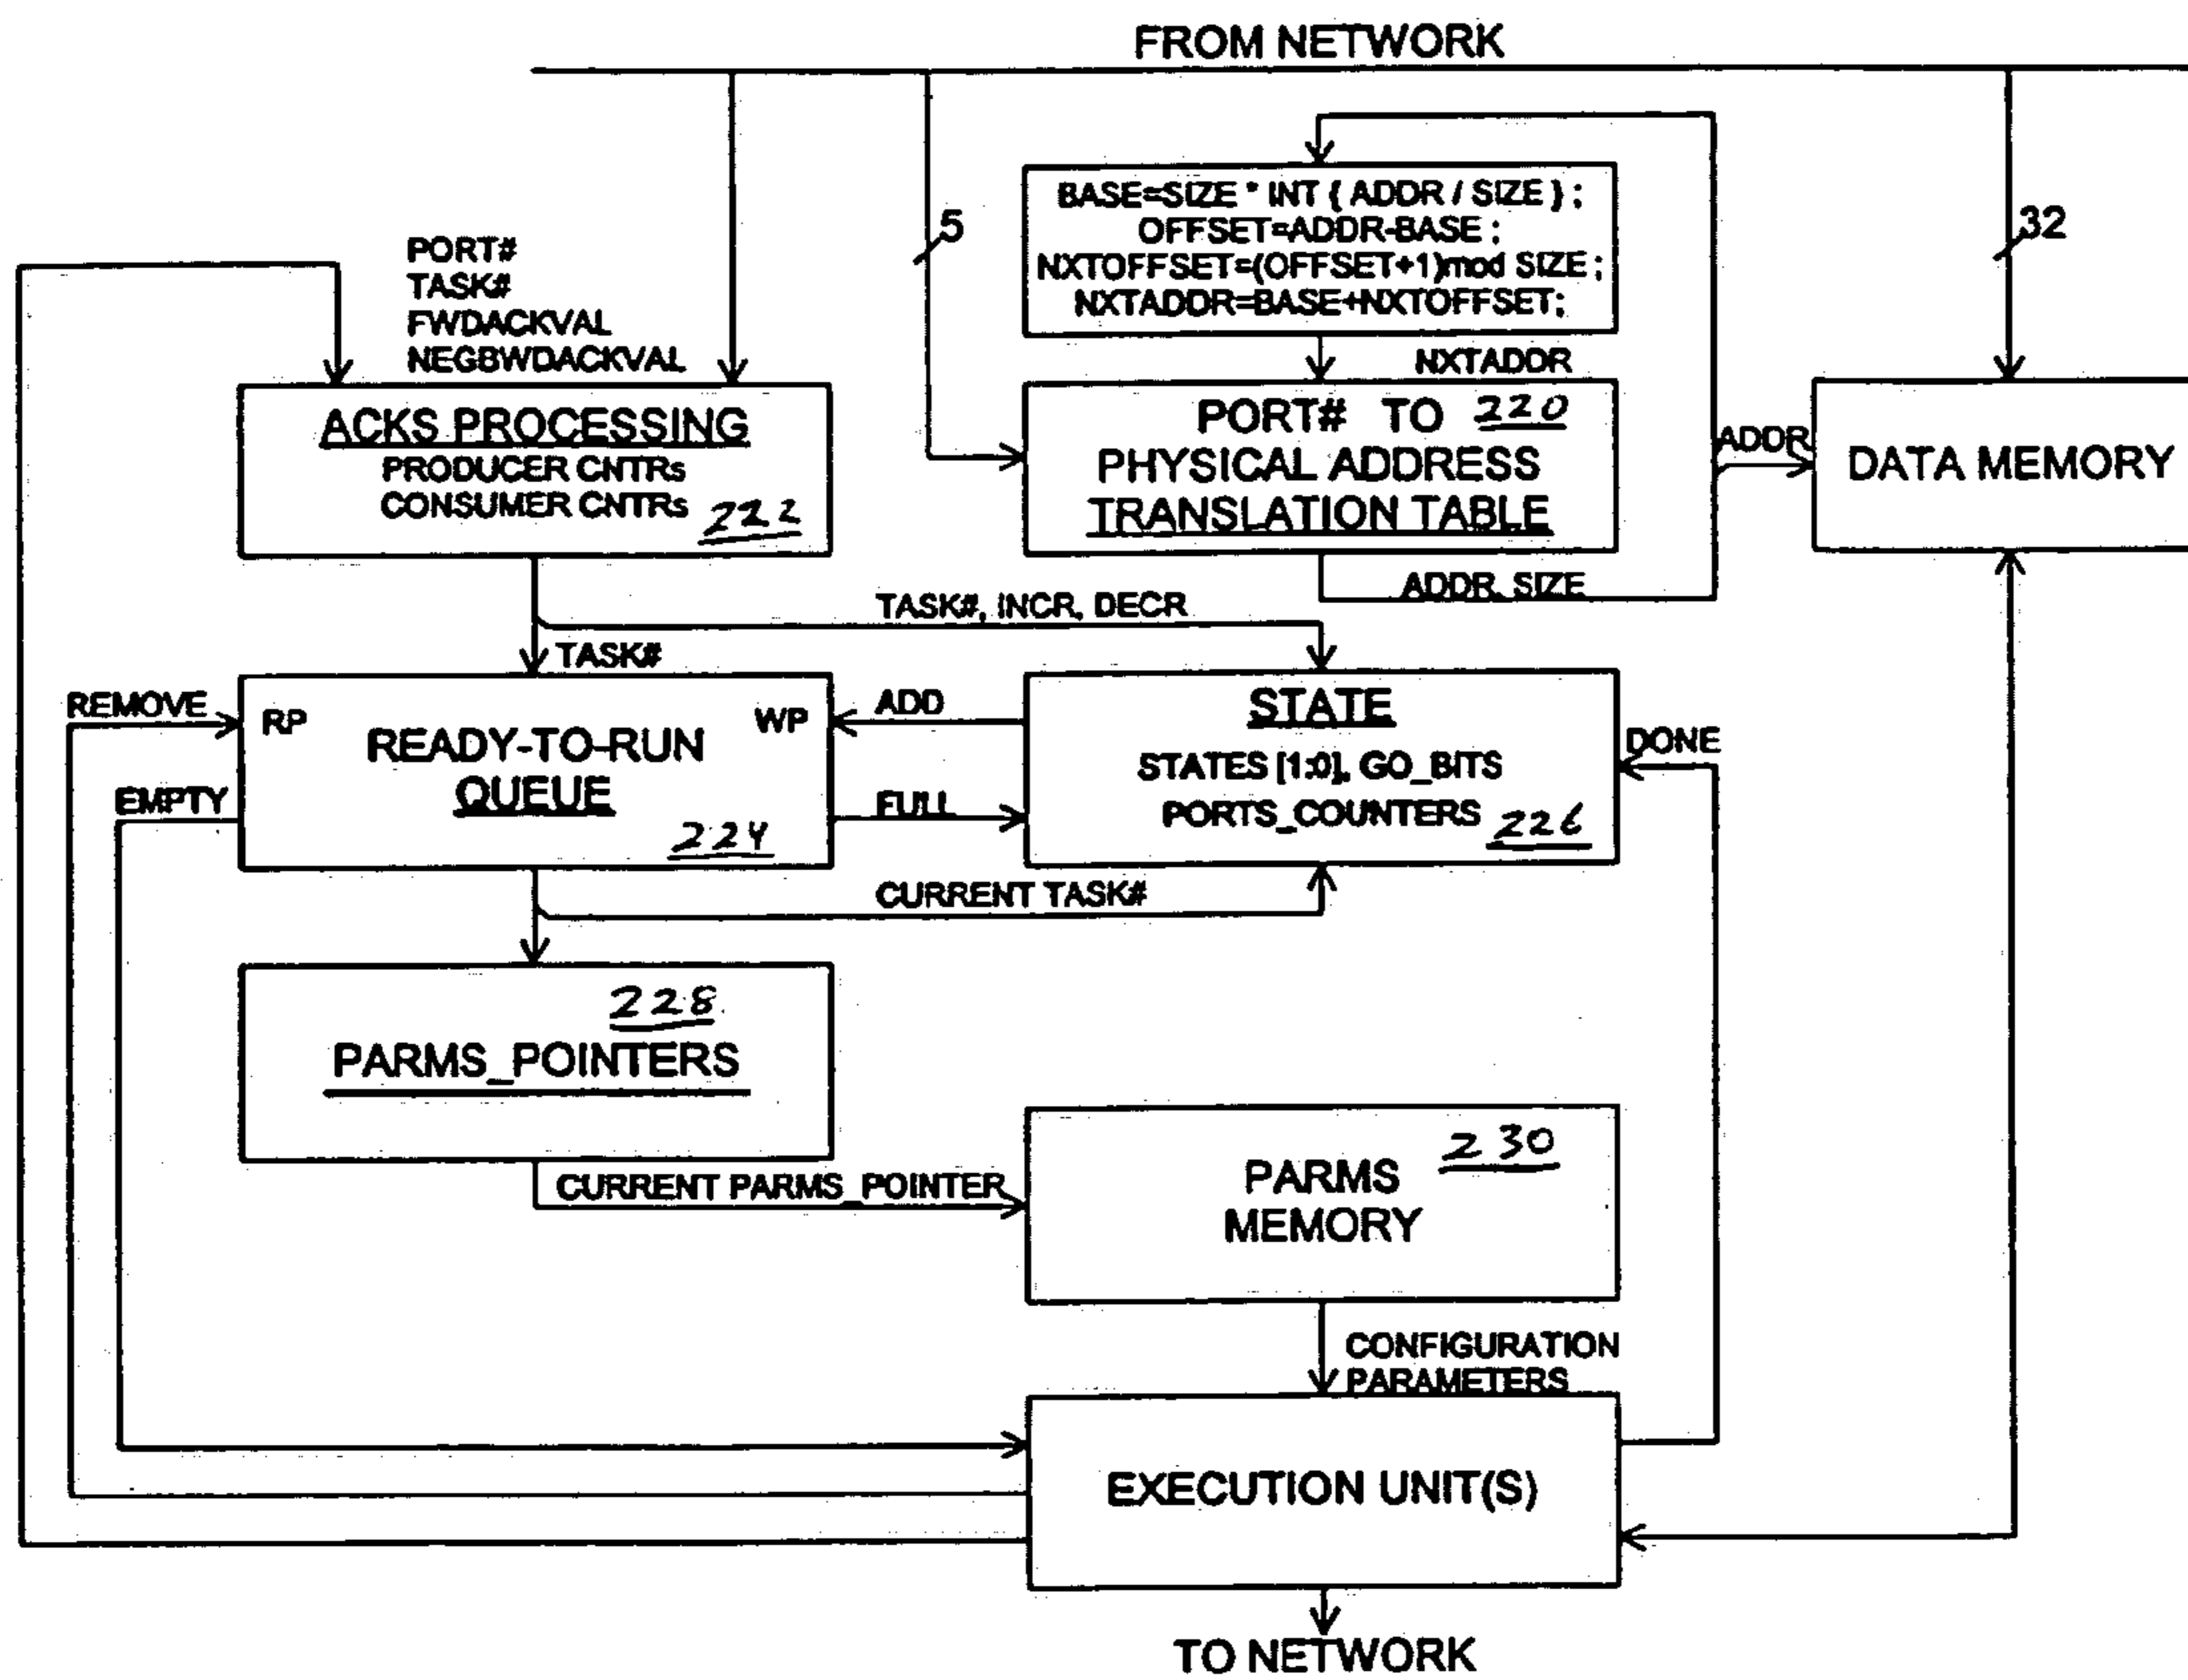 FROM NETWORK
BASE=SIZE * INT ( ADDR / SIZE ) ;
OFFSET=ADDR-BASE ;
NXTOFFSET=(OFFSET+1)mod SIZE ;
NXTADDR=BASE+NXTOFFSET;
5
32
PORT#
TASK#
FWDACKVAL
NEGBWDACKVAL
NXTADDR
ACKS PROCESSING
PRODUCER CNTRs
CONSUMER CNTRs 222
PORT# TO 220
PHYSICAL ADDRESS
TRANSLATION TABLE
ADDR
DATA MEMORY
ADDR, SIZE
TASK#, INCR, DECR
TASK#
REMOVE
RP
WP
READY-TO-RUN
QUEUE
224
EMPTY
ADD
FULL
STATE
STATES [1:0], GO_BITS
PORTS_COUNTERS 226
DONE
CURRENT TASK#
228
PARMS_POINTERS
CURRENT PARMS_POINTER
230
PARMS
MEMORY
CONFIGURATION
PARAMETERS
EXECUTION UNIT(S)
TO NETWORK